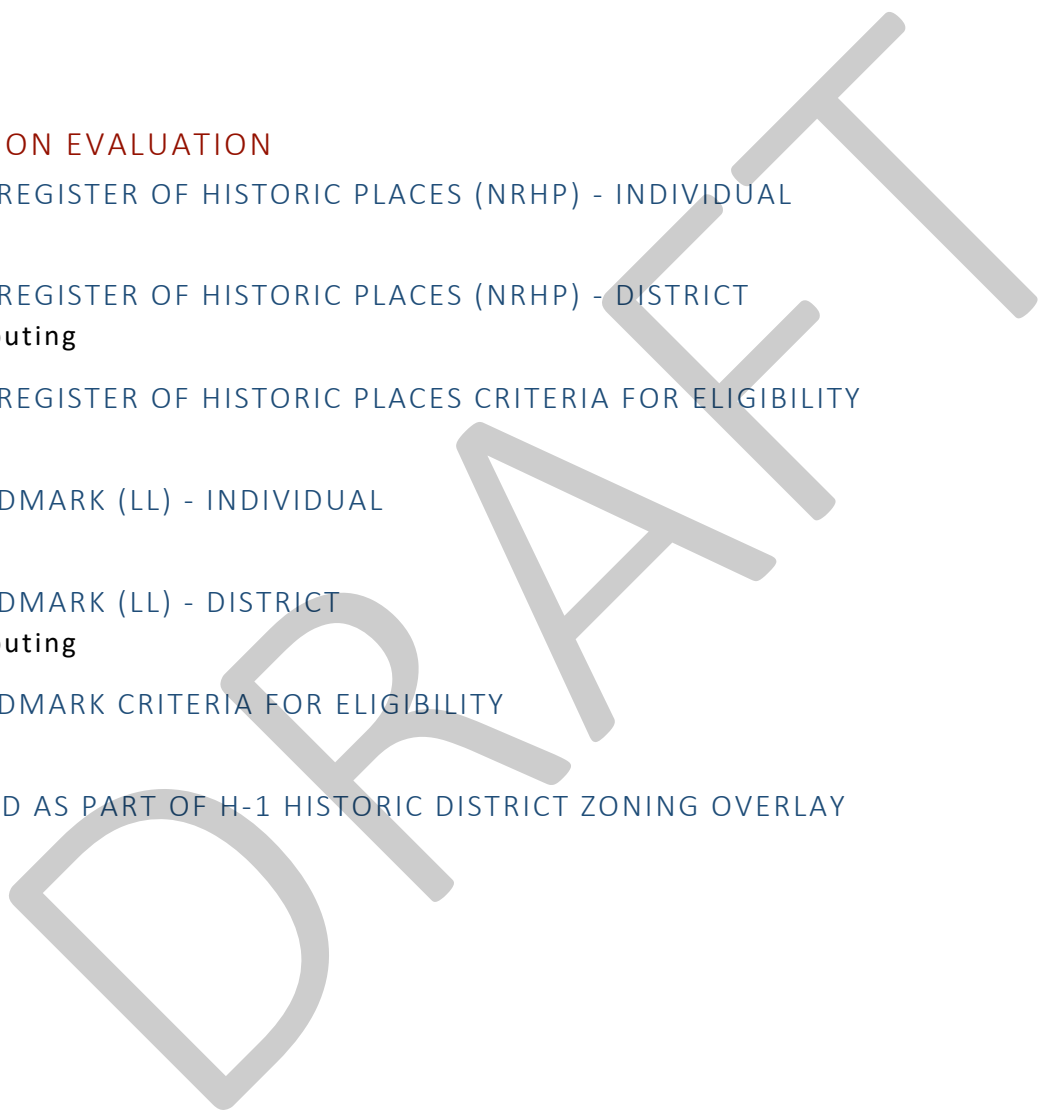 ON EVALUATION
REGISTER OF HISTORIC PLACES (NRHP) - INDIVIDUAL
REGISTER OF HISTORIC PLACES (NRHP) - DISTRICT
outing
REGISTER OF HISTORIC PLACES CRITERIA FOR ELIGIBILITY
DMARK (LL) - INDIVIDUAL
DMARK (LL) - DISTRICT
outing
DMARK CRITERIA FOR ELIGIBILITY
D AS PART OF H-1 HISTORIC DISTRICT ZONING OVERLAY
DRAFT